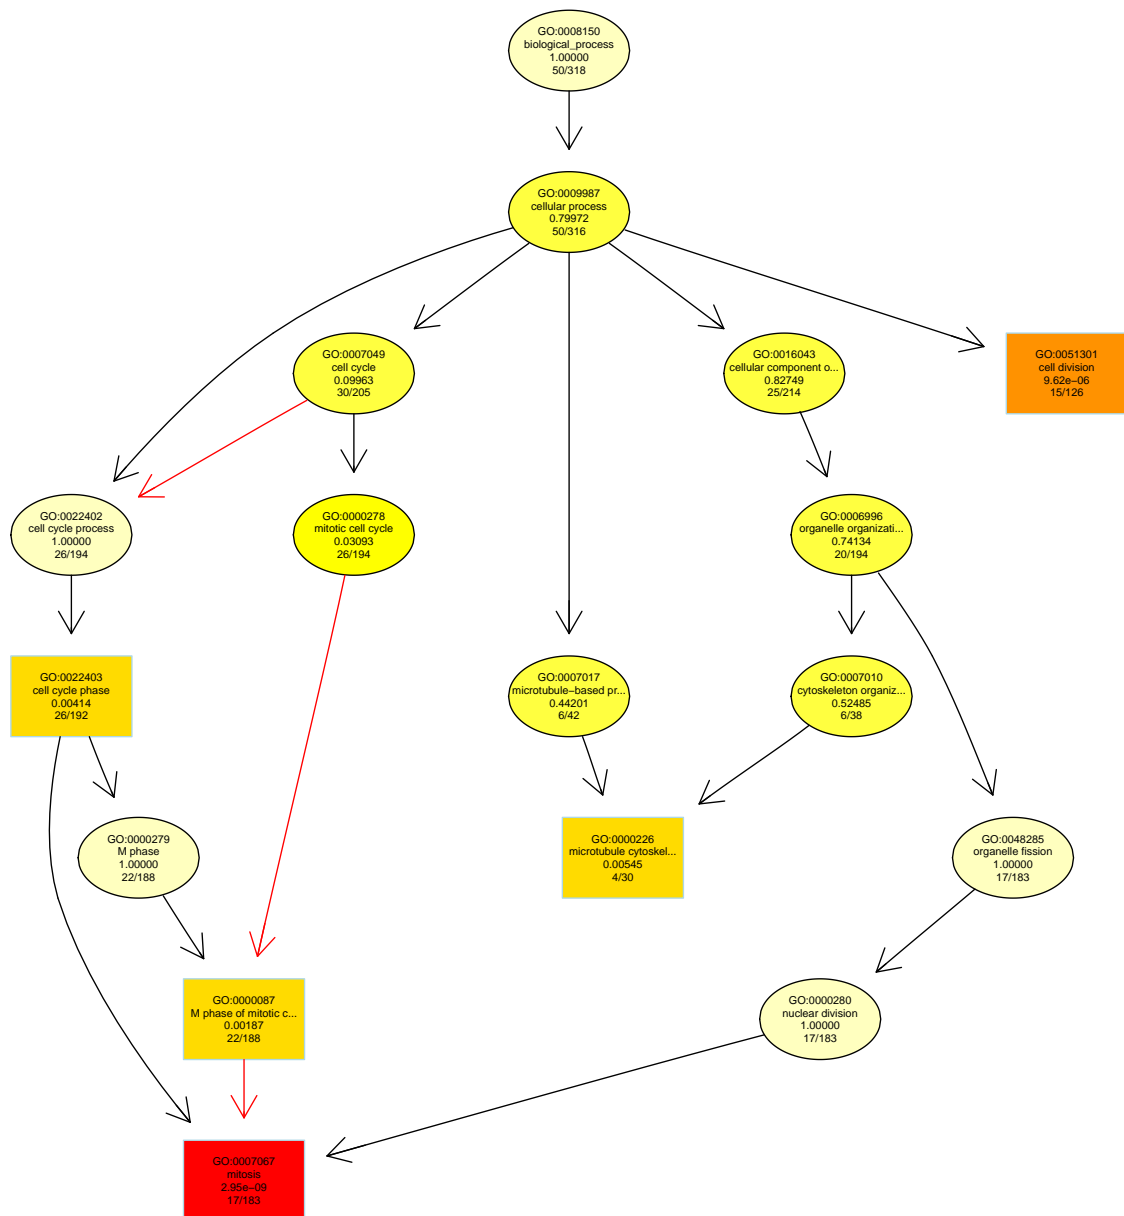 GO:0008150
biological_process
1.00000
50/318
GO:0009987
cellular process
0.79972
50/316
GO:0007049
cell cycle
0.09963
30/205
GO:0016043
cellular component o...
0.82749
25/214
GO:0051301
cell division
9.62e−06
15/126
GO:0022402
cell cycle process
1.00000
26/194
GO:0000278
mitotic cell cycle
0.03093
26/194
GO:0006996
organelle organizati...
0.74134
20/194
GO:0022403
cell cycle phase
0.00414
26/192
GO:0007017
microtubule−based pr...
0.44201
6/42
GO:0007010
cytoskeleton organiz...
0.52485
6/38
GO:0000279
M phase
1.00000
22/188
GO:0000226
microtubule cytoskel...
0.00545
4/30
GO:0048285
organelle fission
1.00000
17/183
GO:0000087
M phase of mitotic c...
0.00187
22/188
GO:0000280
nuclear division
1.00000
17/183
GO:0007067
mitosis
2.95e−09
17/183